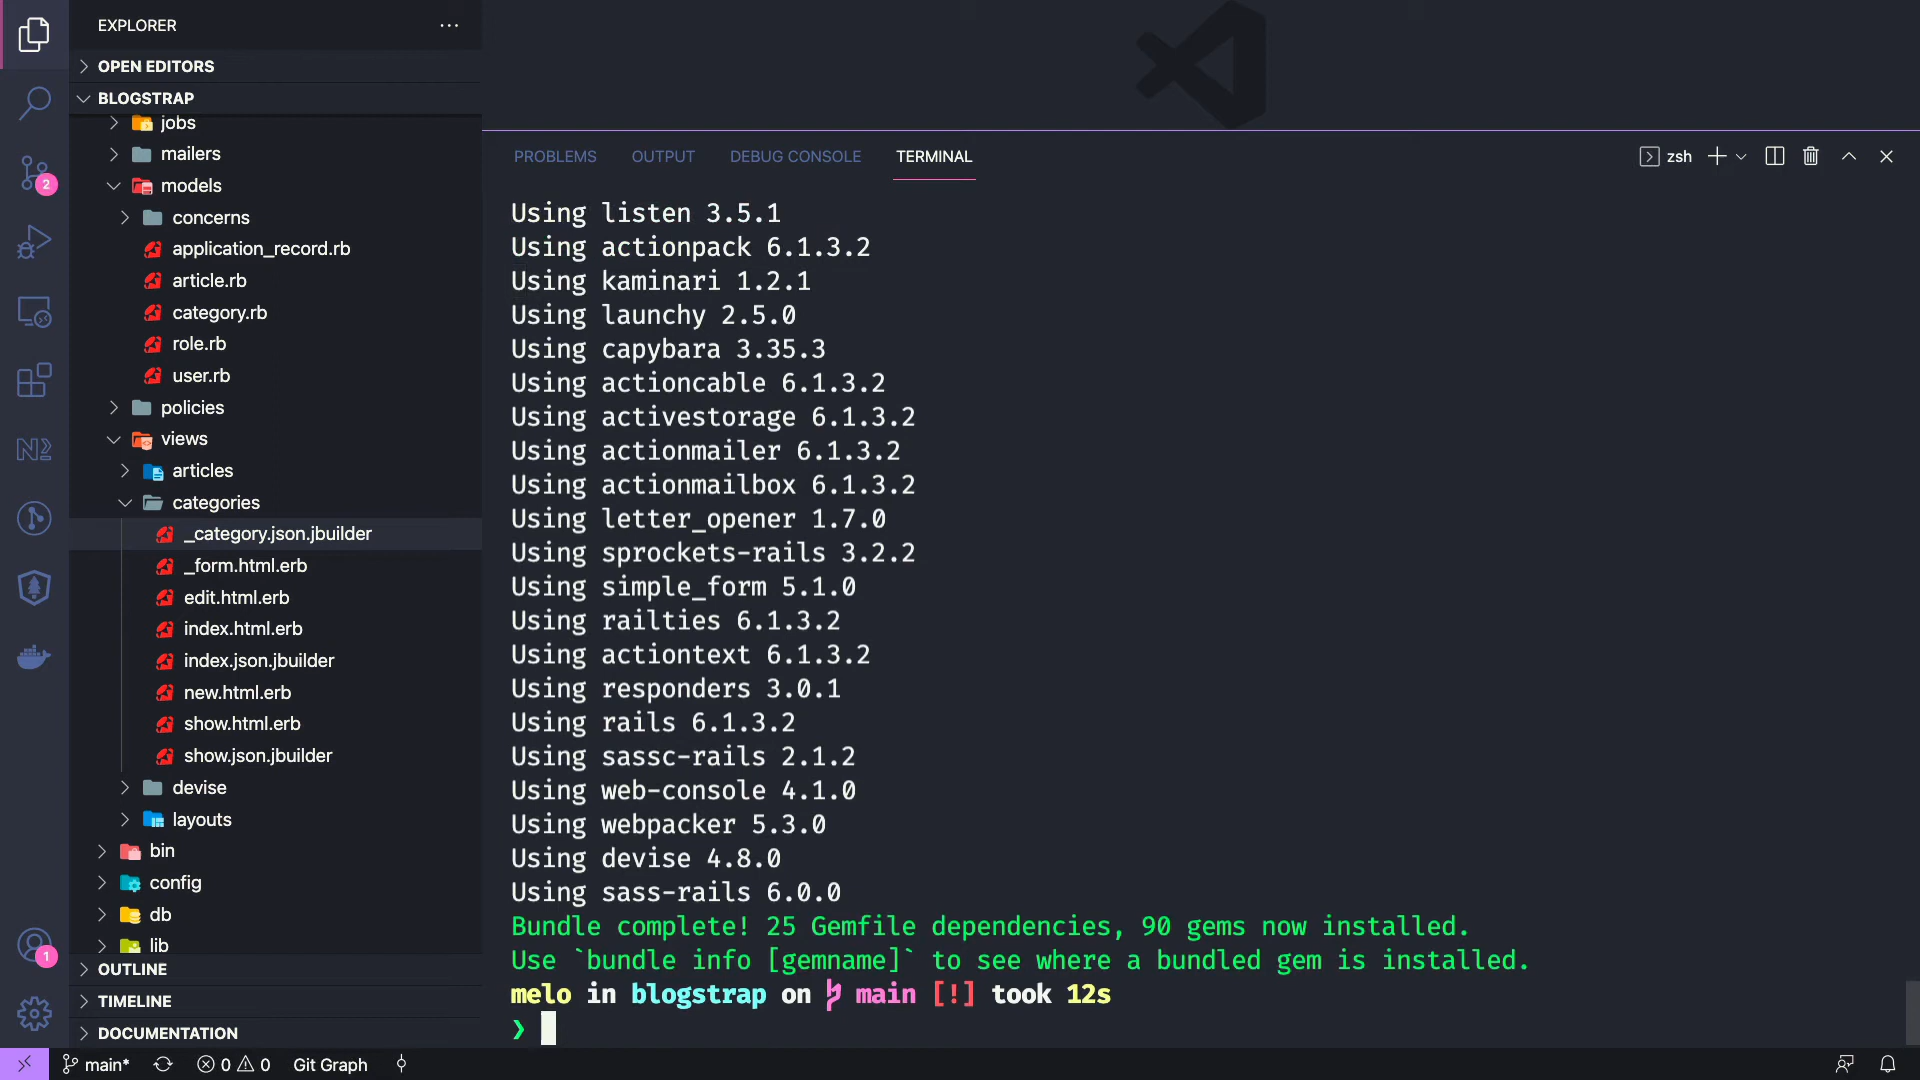 EXPLORER
OPEN EDITORS
BLOGSTRAP
jobs
mailers
models
concerns
application_record.rb
article.rb
category.rb
role.rb
user.rb
policies
views
articles
categories
_category.json.jbuilder
_form.html.erb
edit.html.erb
index.html.erb
index.json.jbuilder
new.html.erb
show.html.erb
show.json.jbuilder
devise
layouts
bin
config
db
lib
OUTLINE
TIMELINE
DOCUMENTATION
2
1
PROBLEMS OUTPUT DEBUG CONSOLE TERMINAL
zsh
Using listen 3.5.1
Using actionpack 6.1.3.2
Using kaminari 1.2.1
Using launchy 2.5.0
Using capybara 3.35.3
Using actioncable 6.1.3.2
Using activestorage 6.1.3.2
Using actionmailer 6.1.3.2
Using actionmailbox 6.1.3.2
Using letter_opener 1.7.0
Using sprockets-rails 3.2.2
Using simple_form 5.1.0
Using railties 6.1.3.2
Using actiontext 6.1.3.2
Using responders 3.0.1
Using rails 6.1.3.2
Using sassc-rails 2.1.2
Using web-console 4.1.0
Using webpacker 5.3.0
Using devise 4.8.0
Using sass-rails 6.0.0
Bundle complete! 25 Gemfile dependencies, 90 gems now installed.
Use `bundle info [gemname]` to see where a bundled gem is installed.
melo in blogstrap on main [!] took 12s
❯
main* 0 0 Git Graph